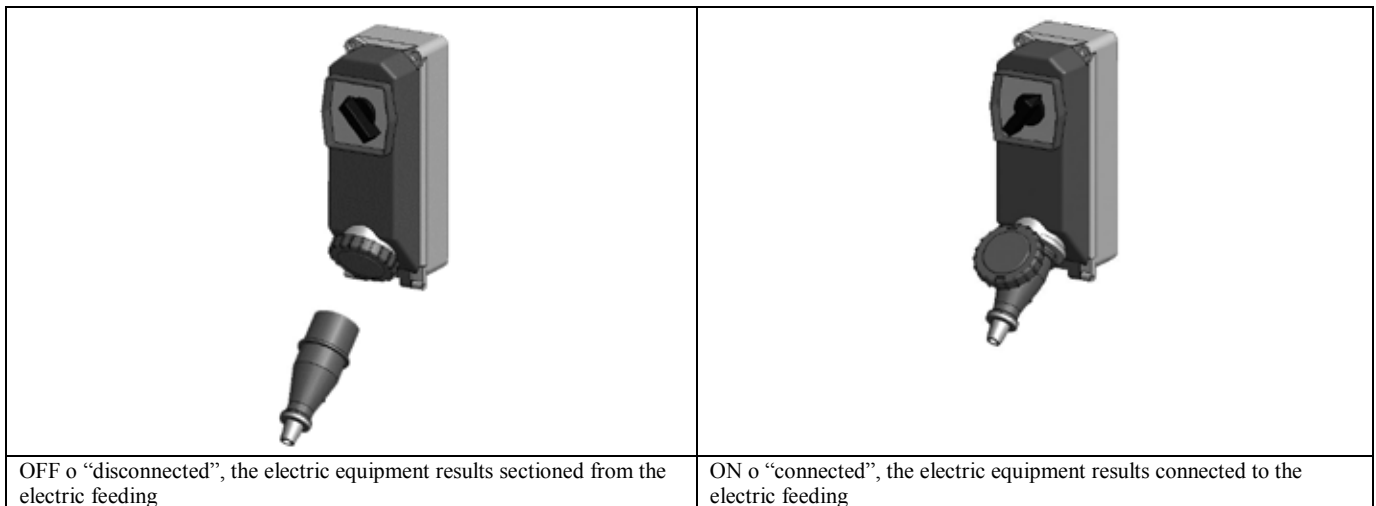 OFF o “disconnected”, the electric equipment results sectioned from the
electric feeding
ON o “connected”, the electric equipment results connected to the
electric feeding